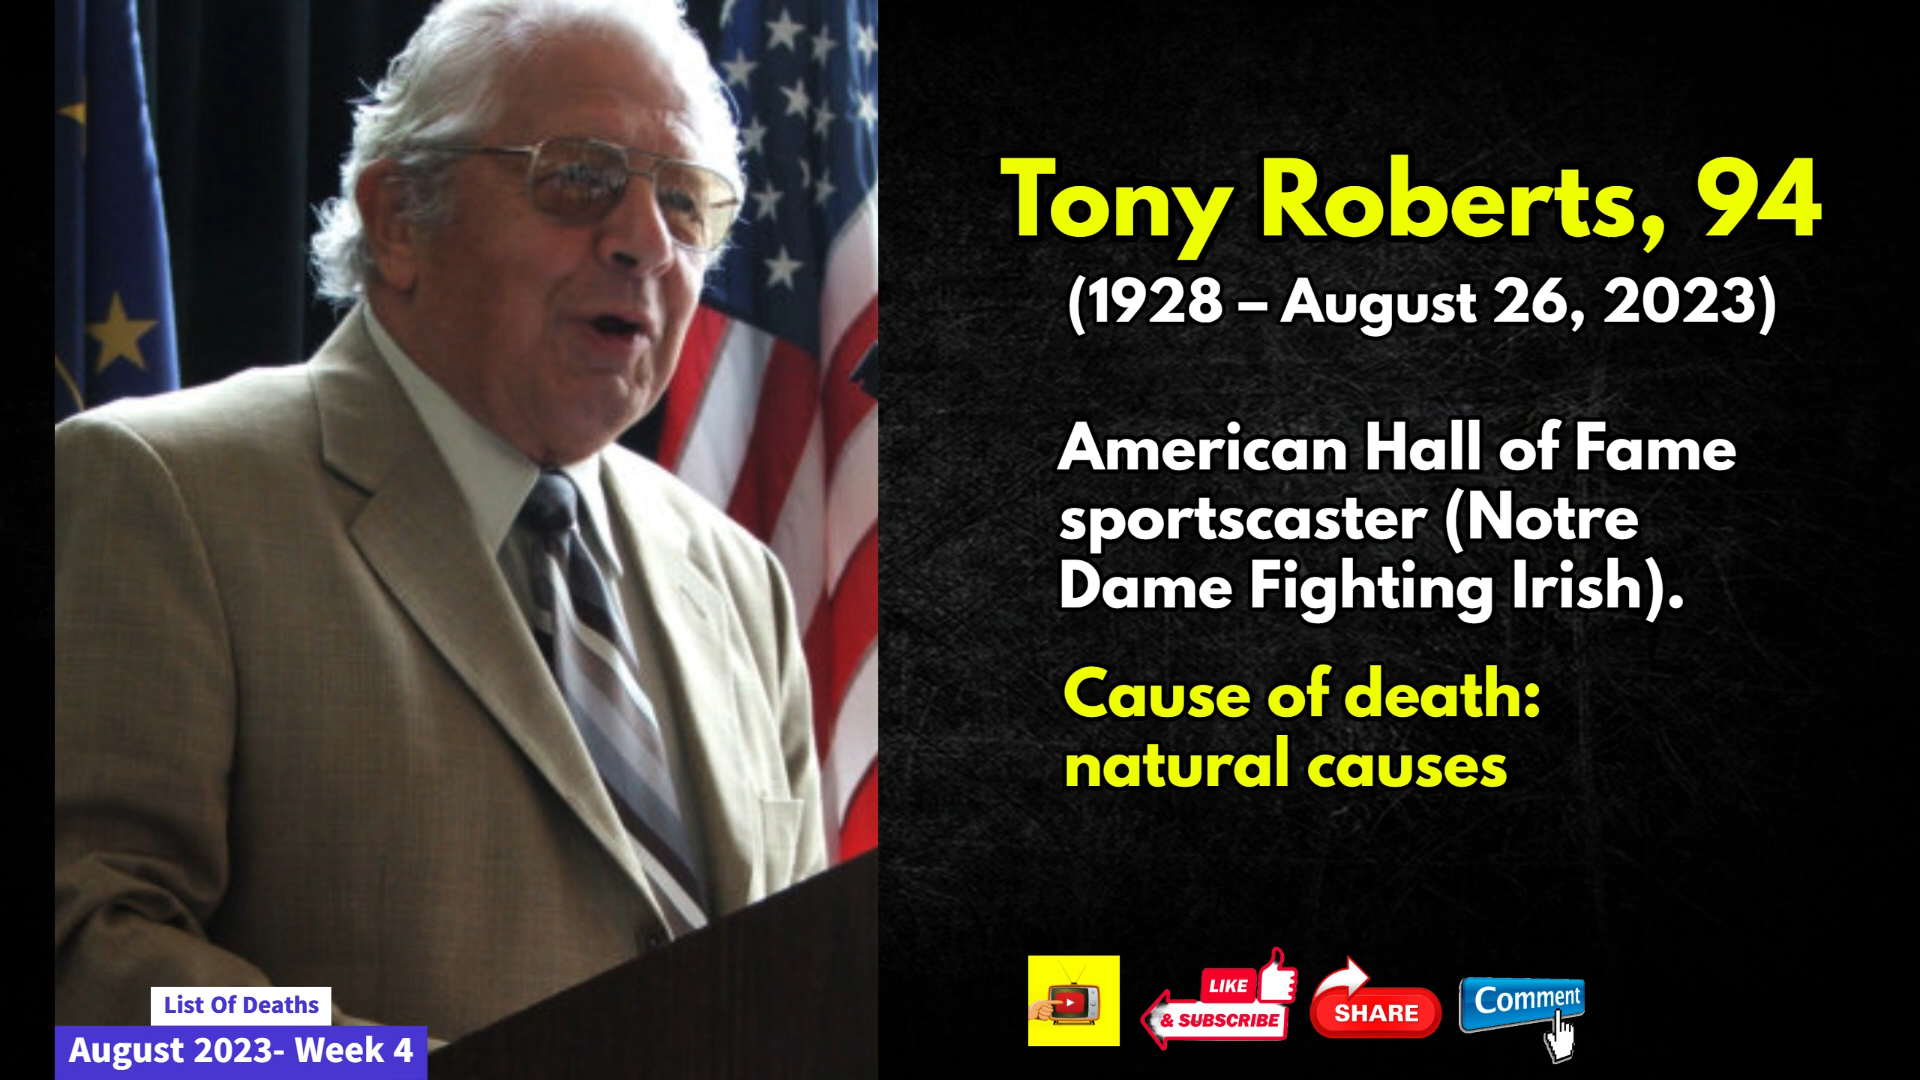 Tony Roberts, 94
(1928 – August 26, 2023)
American Hall of Fame
sportscaster (Notre
Dame Fighting Irish).
Cause of death:
natural causes
List Of Deaths
August 2023- Week 4
LIKE
& SUBSCRIBE
SHARE
Comment